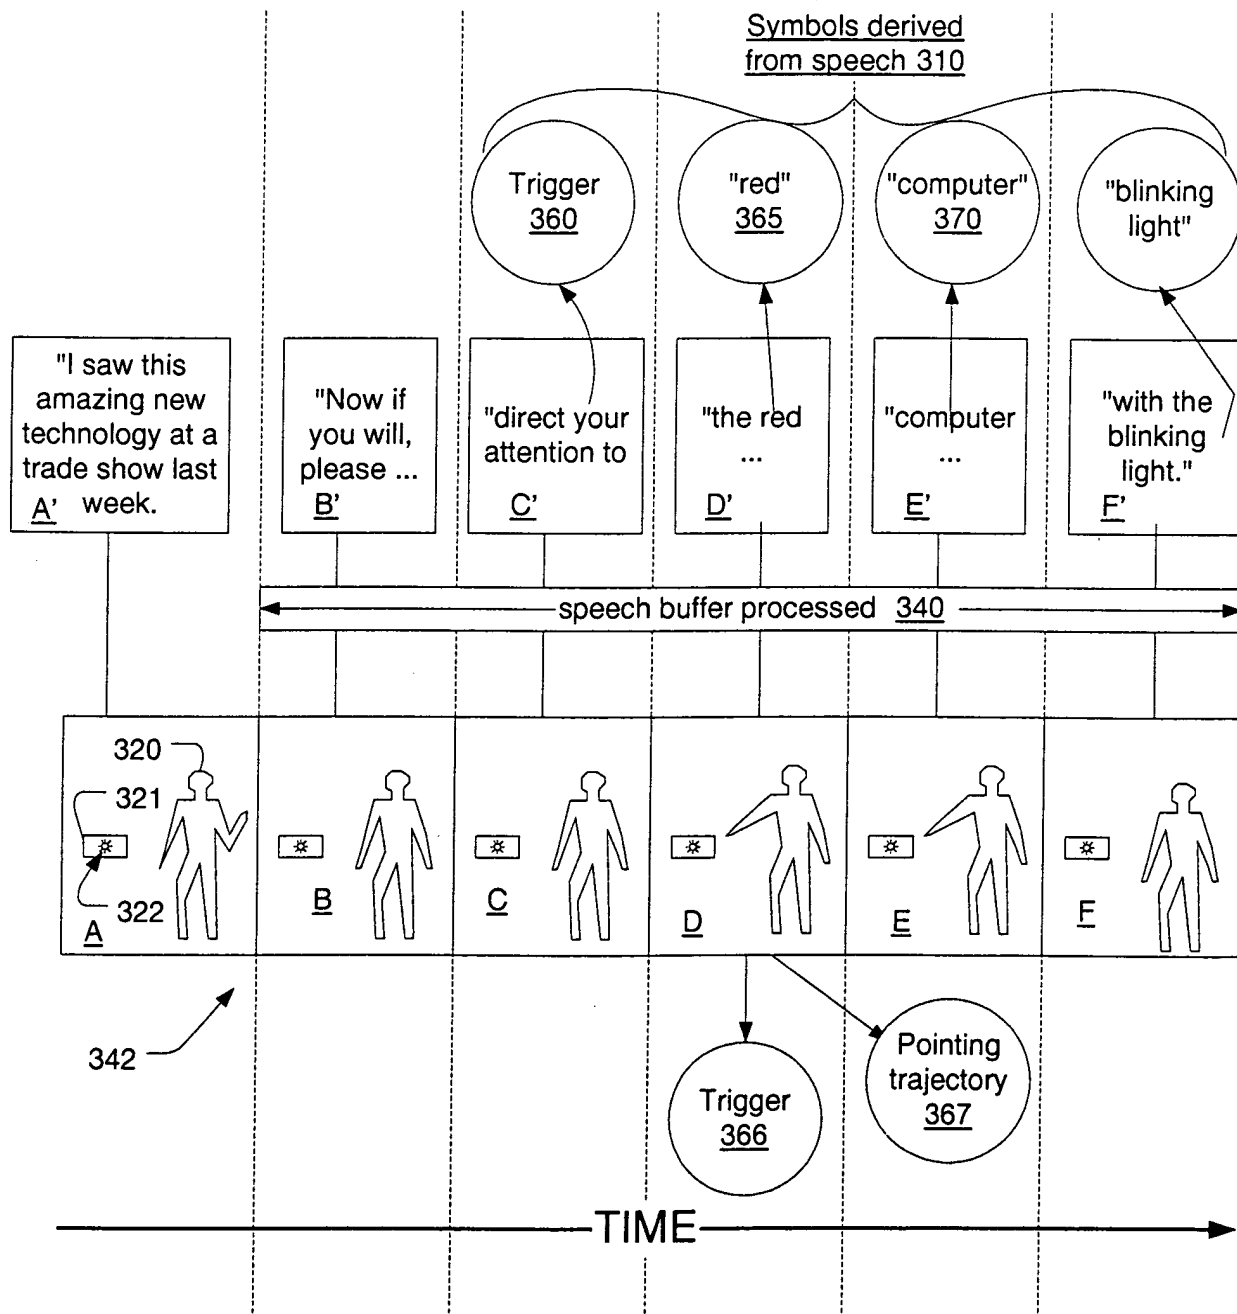 Symbols derived
from speech 310
Trigger
360
"red"
365
"computer"
370
"blinking
light"
"I saw this
amazing new
technology at a
trade show last
week.
A'
"Now if
you will,
please ...
B'
"direct your
attention to
C'
"the red
...
D'
"computer
...
E'
"with the
blinking
light."
F'
speech buffer processed 340
320
321
322
A
B
C
D
E
F
342
Trigger
366
Pointing
trajectory
367
TIME